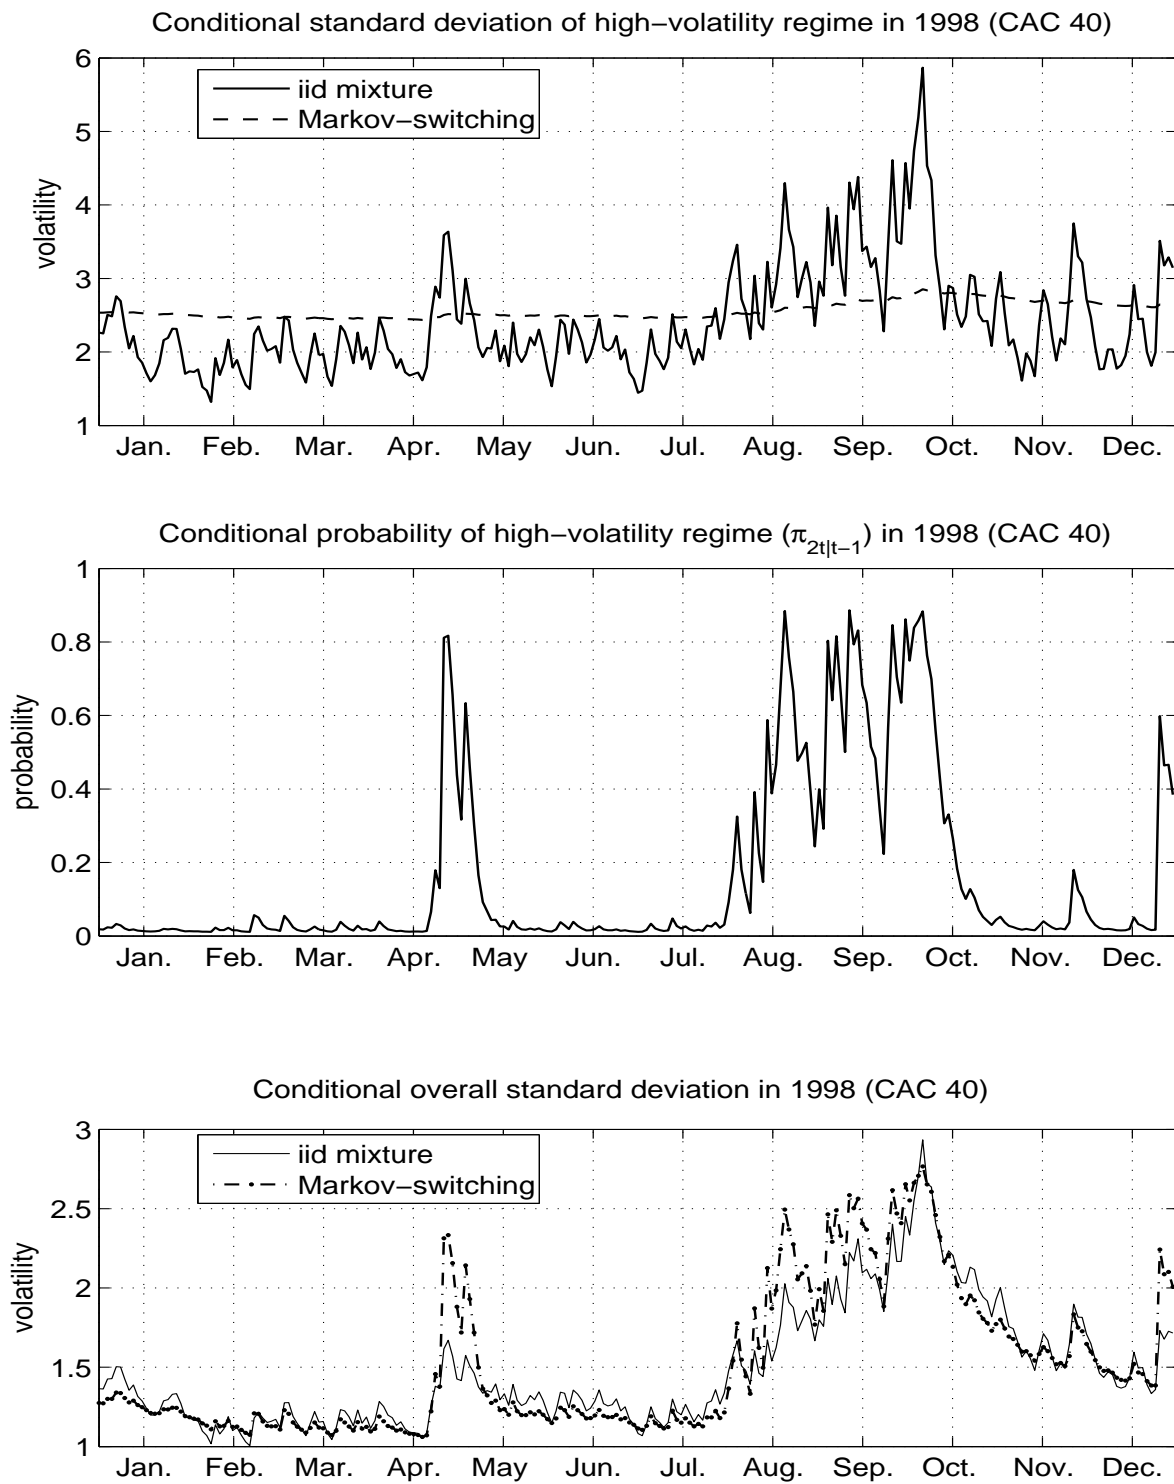 Conditional standard deviation of high−volatility regime in 1998 (CAC 40)
6
5
4
3
2
1
volatility
iid mixture
Markov−switching
Jan. Feb. Mar. Apr. May Jun. Jul. Aug. Sep. Oct. Nov. Dec.
Conditional probability of high−volatility regime (π2t|t−1) in 1998 (CAC 40)
1
0.8
0.6
0.4
0.2
0
probability
Jan. Feb. Mar. Apr. May Jun. Jul. Aug. Sep. Oct. Nov. Dec.
Conditional overall standard deviation in 1998 (CAC 40)
3
2.5
2
1.5
1
volatility
iid mixture
Markov−switching
Jan. Feb. Mar. Apr. May Jun. Jul. Aug. Sep. Oct. Nov. Dec.